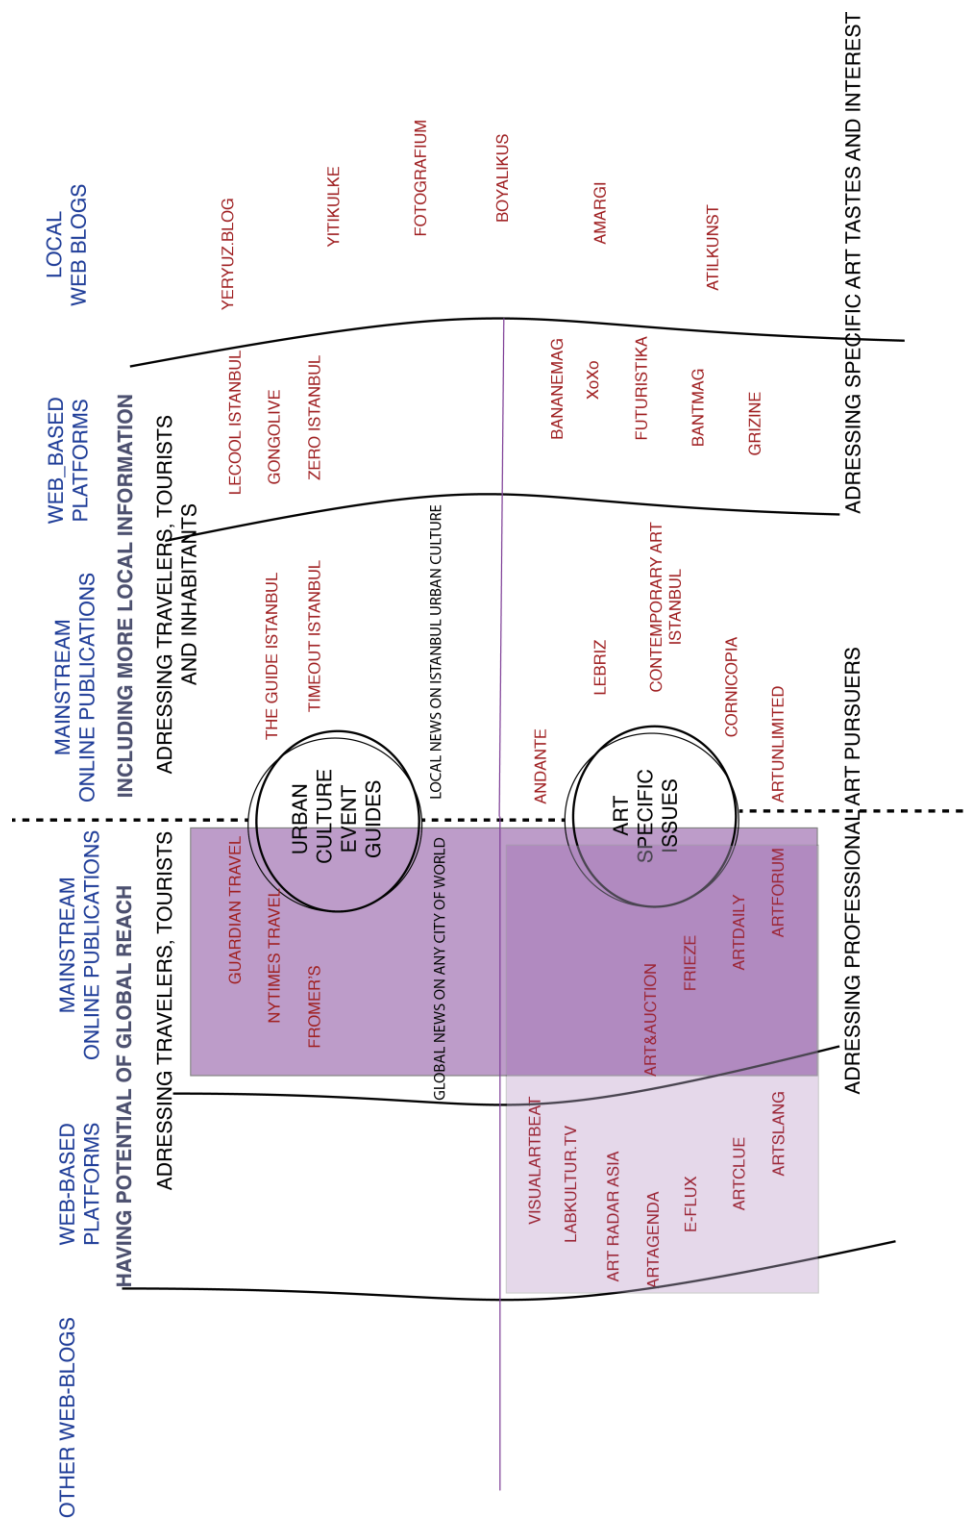 OTHER WEB-BLOGS
WEB-BASED
PLATFORMS
MAINSTREAM
ONLINE PUBLICATIONS
MAINSTREAM
ONLINE PUBLICATIONS
WEB_BASED
PLATFORMS
LOCAL
WEB BLOGS
HAVING POTENTIAL OF GLOBAL REACH
INCLUDING MORE LOCAL INFORMATION
ADRESSING TRAVELERS, TOURISTS
ADRESSING TRAVELERS, TOURISTS
AND INHABITANTS
GUARDIAN TRAVEL
NYTIMES TRAVEL
FROMER'S
URBAN
CULTURE
EVENT
GUIDES
THE GUIDE ISTANBUL
TIMEOUT ISTANBUL
LECOOL ISTANBUL
GONGOLIVE
ZERO ISTANBUL
YERYUZ.BLOG
YITIKULKE
FOTOGRAFIUM
BOYALIKUS
AMARGI
ATILKUNST
GLOBAL NEWS ON ANY CITY OF WORLD
LOCAL NEWS ON ISTANBUL URBAN CULTURE
VISUALARTBEAT
LABKULTUR.TV
ART RADAR ASIA
ARTAGENDA
E-FLUX
ARTCLUE
ARTSLANG
ART&AUCTION
FRIEZE
ARTDAILY
ARTFORUM
ART
SPECIFIC
ISSUES
ANDANTE
LEBRIZ
CONTEMPORARY ART
ISTANBUL
CORNICOPIA
ARTUNLIMITED
BANANEMAG
XoXo
FUTURISTIKA
BANTMAG
GRIZINE
ADRESSING PROFESSIONAL ART PURSUERS
ADRESSING SPECIFIC ART TASTES AND INTEREST